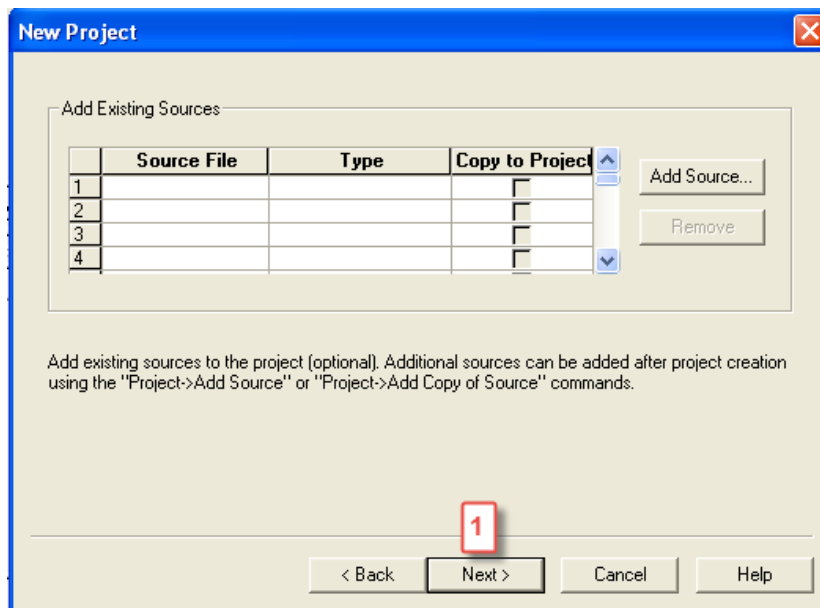 New Project
Add Existing Sources
Source File Type Copy to Project
1
2
3
4
Add Source...
Remove
Add existing sources to the project (optional). Additional sources can be added after project creation
using the "Project->Add Source" or "Project->Add Copy of Source" commands.
1
< Back Next > Cancel Help